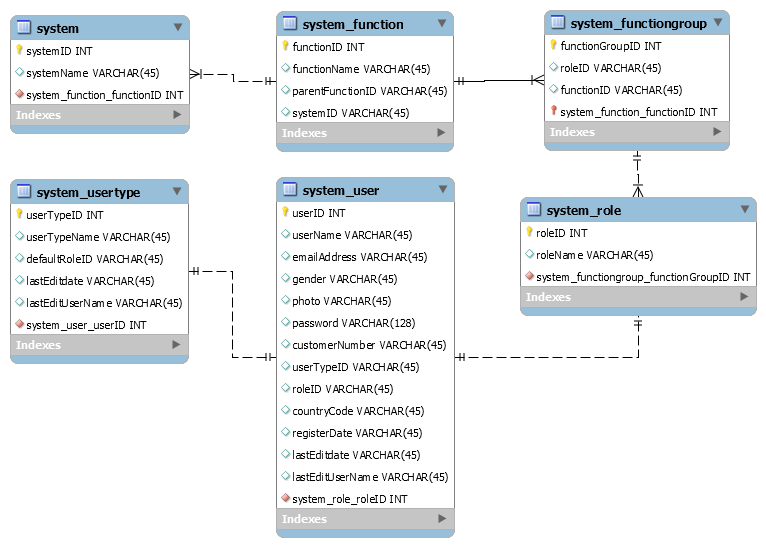 system
systemID INT
systemName VARCHAR(45)
system_function_functionID INT
Indexes
system_function
functionID INT
functionName VARCHAR(45)
parentFunctionID VARCHAR(45)
systemID VARCHAR(45)
Indexes
system_functiongroup
functionGroupID INT
roleID VARCHAR(45)
functionID VARCHAR(45)
system_function_functionID INT
Indexes
system_usertype
userTypeID INT
userTypeName VARCHAR(45)
defaultRoleID VARCHAR(45)
lastEditdate VARCHAR(45)
lastEditUserName VARCHAR(45)
system_user_userID INT
Indexes
system_user
userID INT
userName VARCHAR(45)
emailAddress VARCHAR(45)
gender VARCHAR(45)
photo VARCHAR(45)
password VARCHAR(128)
customerNumber VARCHAR(45)
userTypeID VARCHAR(45)
roleID VARCHAR(45)
countryCode VARCHAR(45)
registerDate VARCHAR(45)
lastEditdate VARCHAR(45)
lastEditUserName VARCHAR(45)
system_role_roleID INT
Indexes
system_role
roleID INT
roleName VARCHAR(45)
system_functiongroup_functionGroupID INT
Indexes